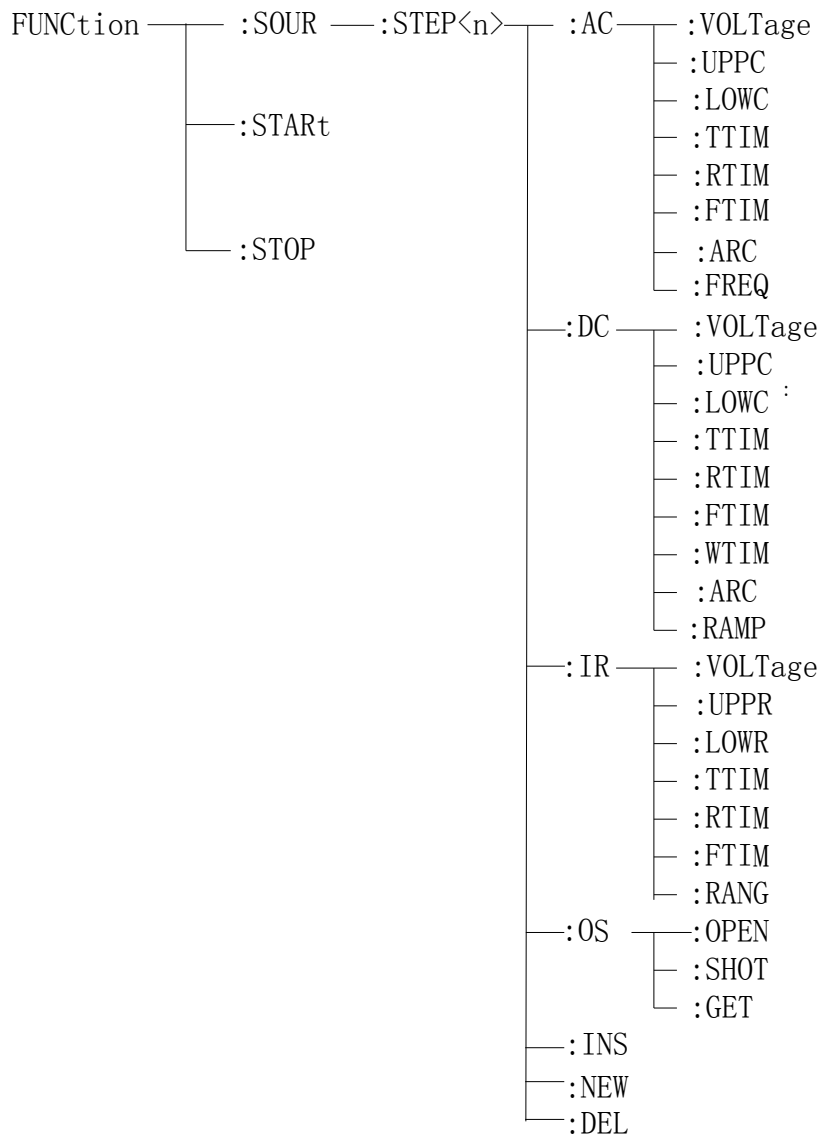 FUNCtion :SOUR :STEP<n> :AC :VOLTage
:UPPC
:LOWC
:STARt :TTIM
:RTIM
:FTIM
:STOP :ARC
:FREQ
:DC :VOLTage
:UPPC
:LOWC :
:TTIM
:RTIM
:FTIM
:WTIM
:ARC
:RAMP
:IR :VOLTage
:UPPR
:LOWR
:TTIM
:RTIM
:FTIM
:RANG
:OS :OPEN
:SHOT
:GET
:INS
:NEW
:DEL